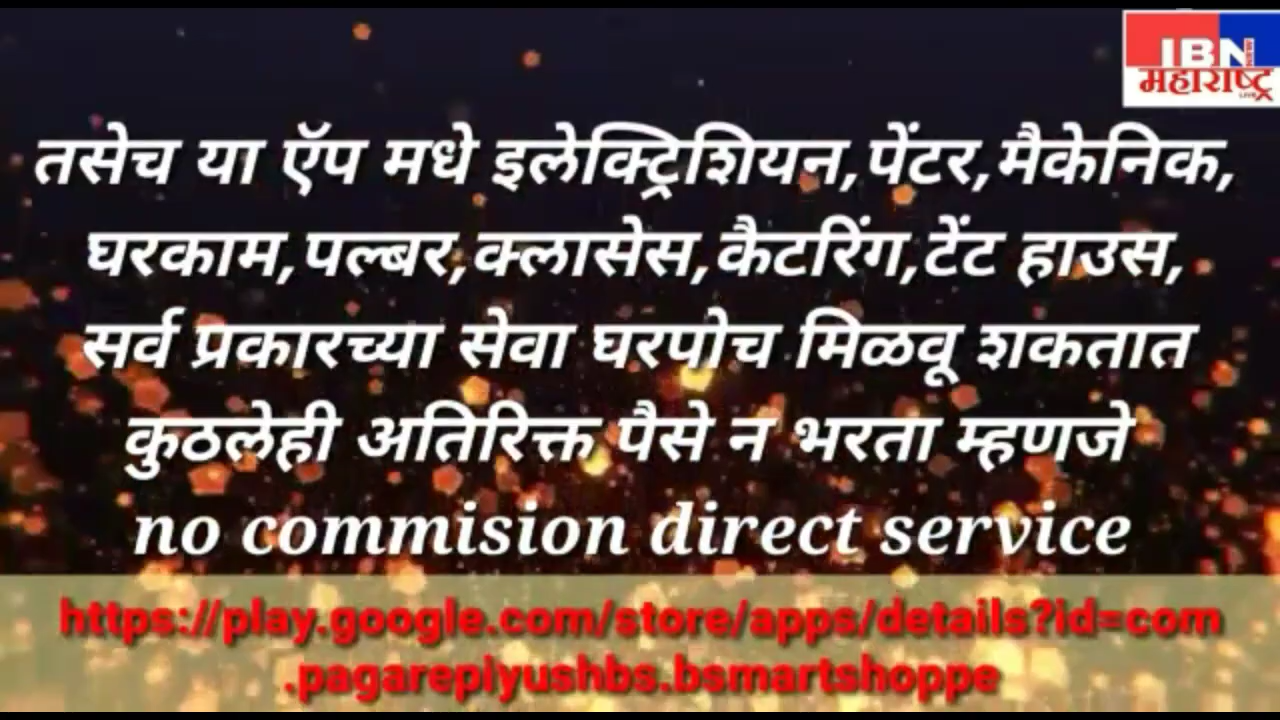 IBN
महाराष्ट्र
तसेच या ऍप मधे इलेक्ट्रिशियन,पेंटर,मैकेनिक,
घरकाम,पल्बर,क्लासेस,कैटरिंग,टेंट हाउस,
सर्व प्रकारच्या सेवा घरपोच मिळवू शकतात
कुठलेही अतिरिक्त पैसे न भरता म्हणजे
no commision direct service
https://play.google.com/store/apps/details?id=com
.pagarepiyushbs.bsmartshoppe